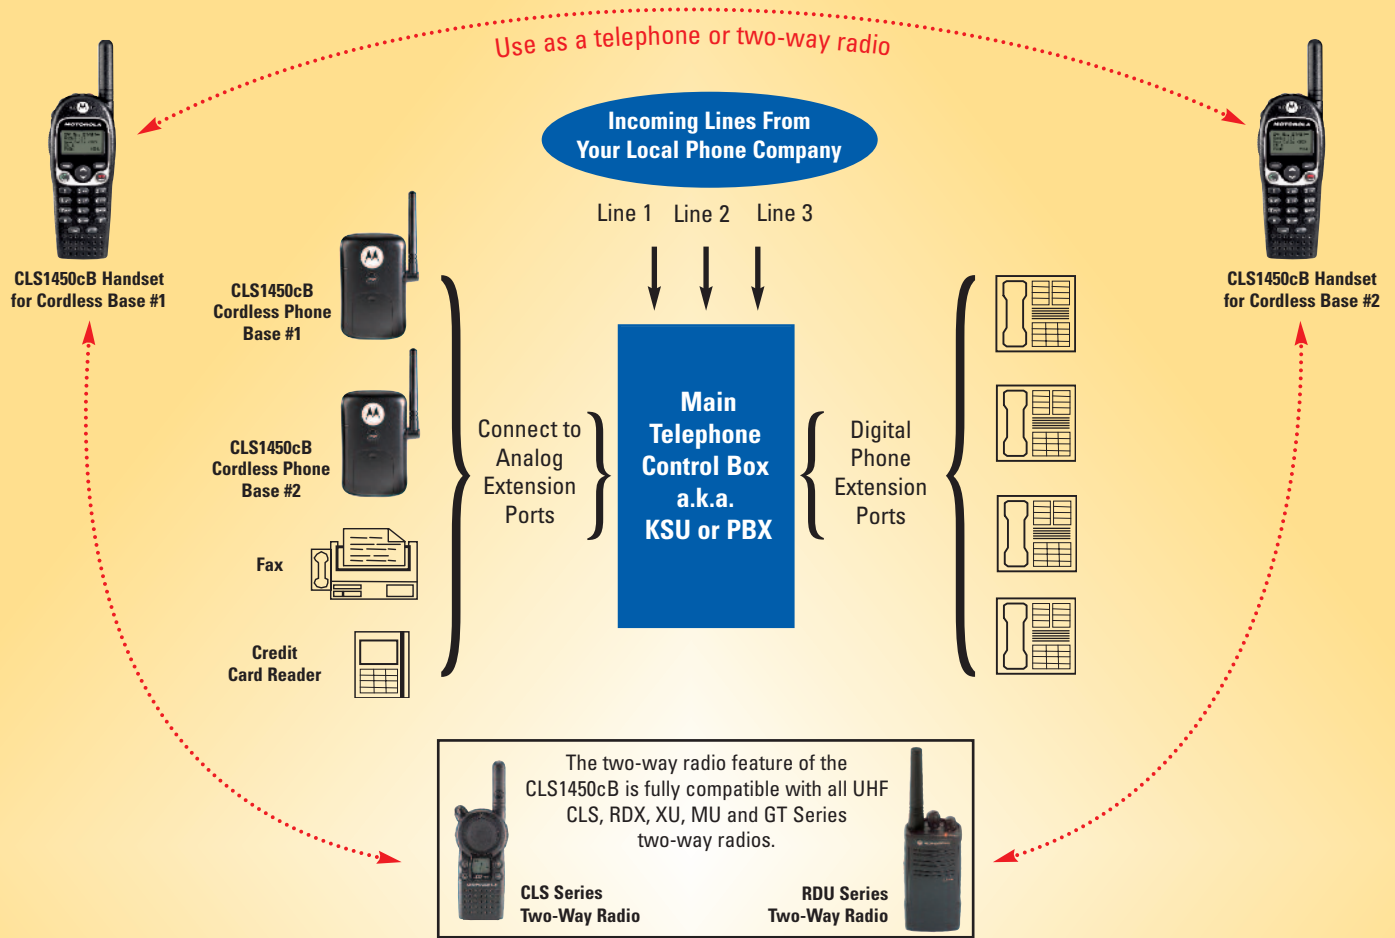 Use as a telephone or two-way radio
MOTOROLA
MOTOROLA
CLS1450cB Handset
for Cordless Base #1
CLS1450cB Handset
for Cordless Base #2
Incoming Lines From
Your Local Phone Company
Line 1
Line 2
Line 3
CLS1450cB
Cordless Phone
Base #1
CLS1450cB
Cordless Phone
Base #2
Fax
Credit
Card Reader
Connect to
Analog
Extension
Ports
Main
Telephone
Control Box
a.k.a.
KSU or PBX
Digital
Phone
Extension
Ports
The two-way radio feature of the
CLS1450cB is fully compatible with all UHF
CLS, RDX, XU, MU and GT Series
two-way radios.
CLS Series
Two-Way Radio
RDU Series
Two-Way Radio